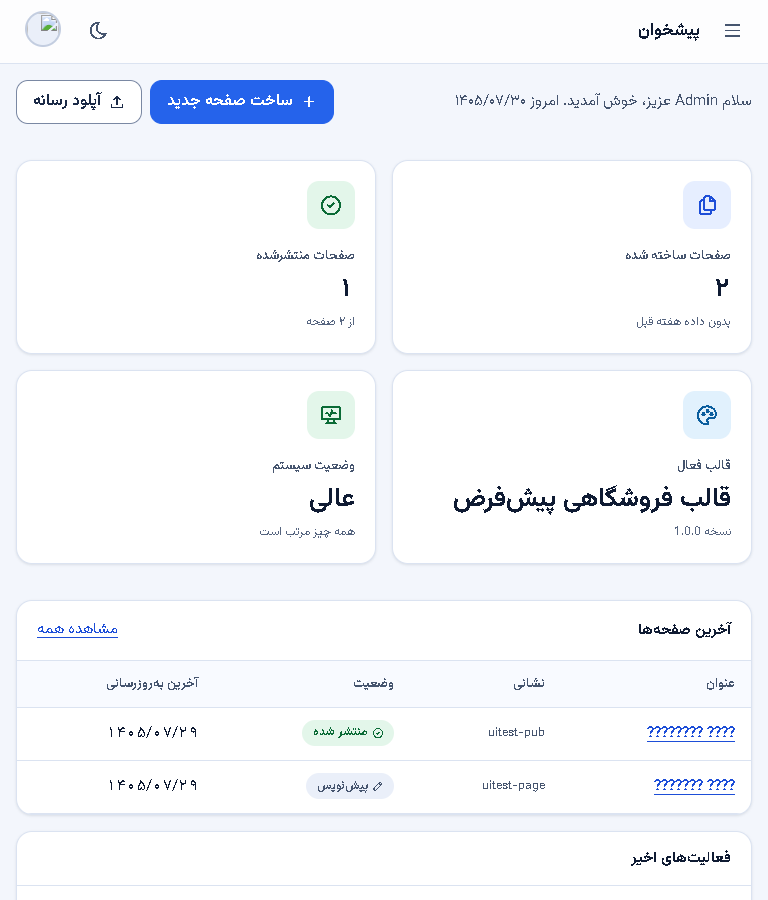 پیشخوان
سلام Admin عزیز، خوش آمدید. امروز ۱۴۰۵/۰۷/۳۰
ساخت صفحه جدید
آپلود رسانه
صفحات ساخته شده
۲
بدون داده هفته قبل
صفحات منتشرشده
۱
از ۲ صفحه
قالب فعال
قالب فروشگاهی پیش‌فرض
نسخه 1.0.0
وضعیت سیستم
عالی
همه چیز مرتب است
آخرین صفحه‌ها
مشاهده همه
عنوان نشانی وضعیت آخرین به‌روزرسانی
???? ???????? uitest-pub منتشر شده ۱۴۰۵/۰۷/۲۹
???? ??????? uitest-page پیش‌نویس ۱۴۰۵/۰۷/۲۹
فعالیت‌های اخیر